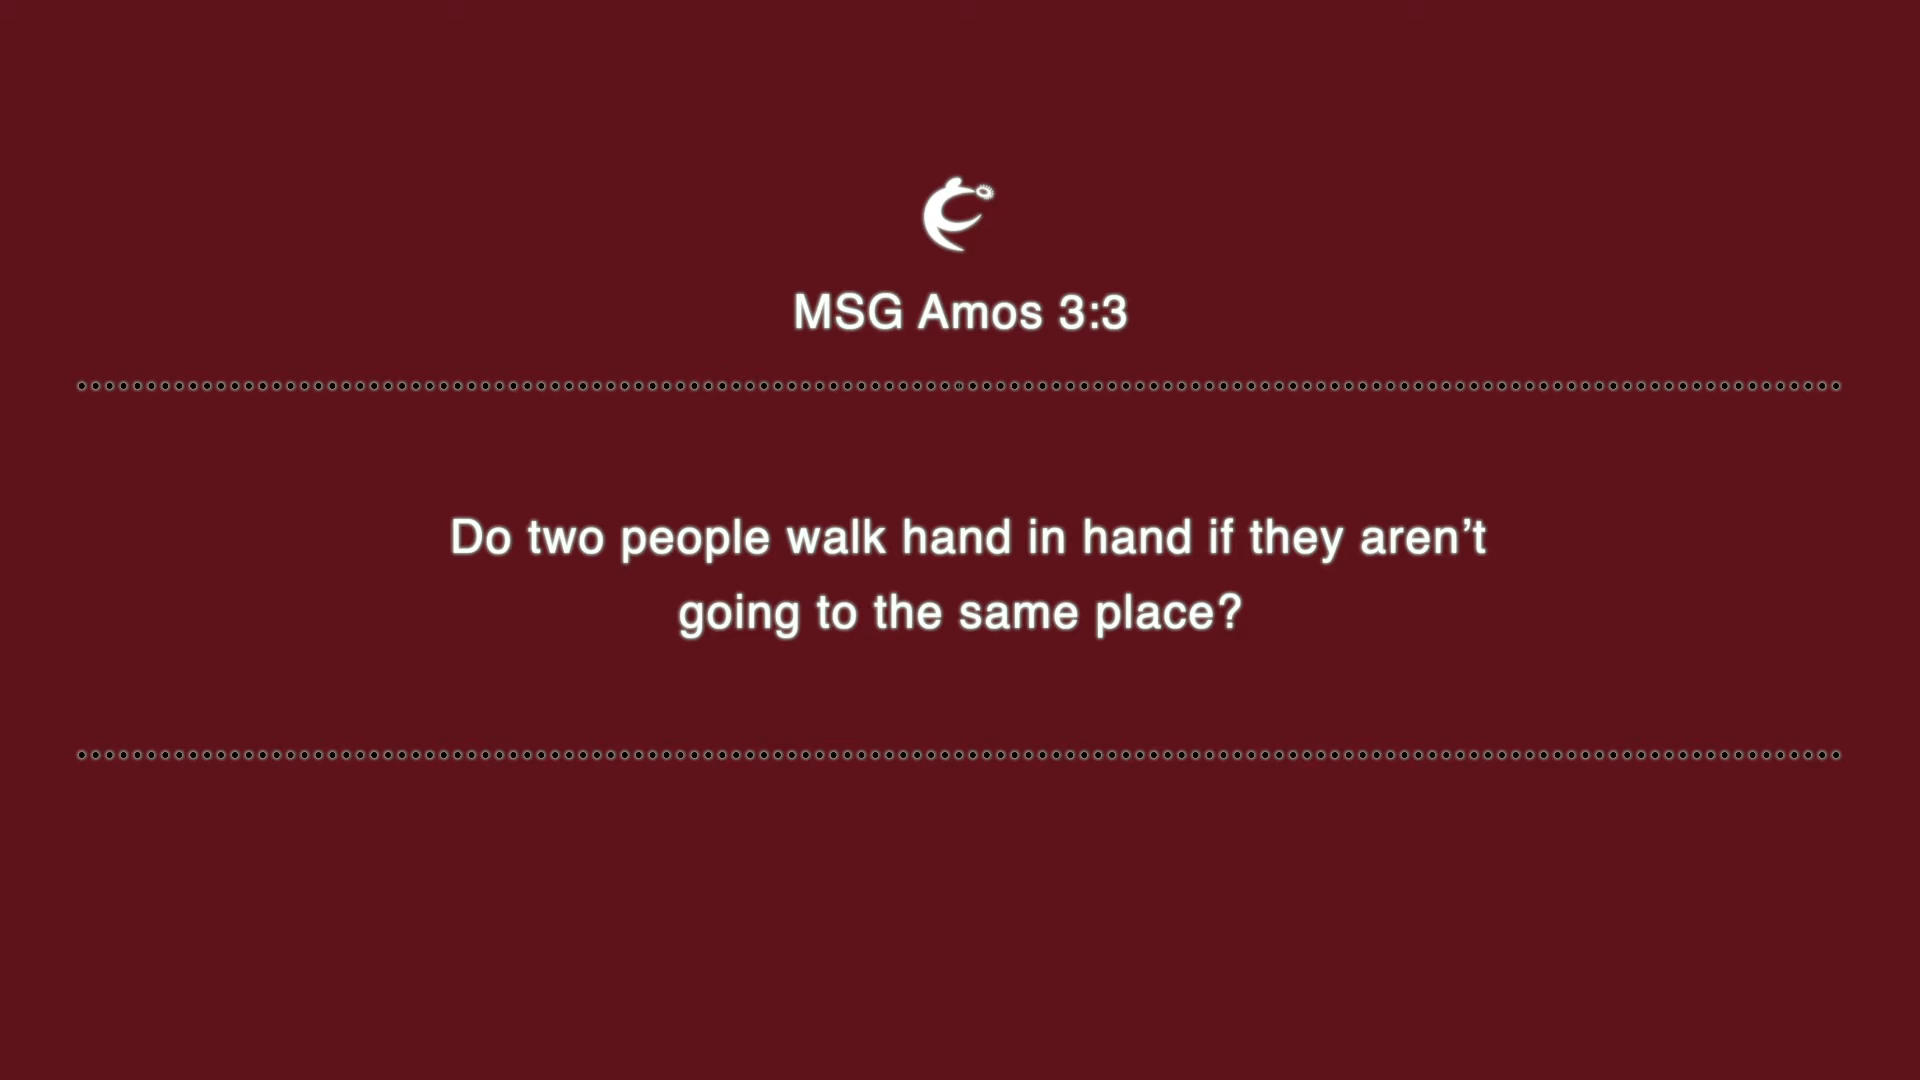 MSG Amos 3:3
Do two people walk hand in hand if they aren’t
going to the same place?